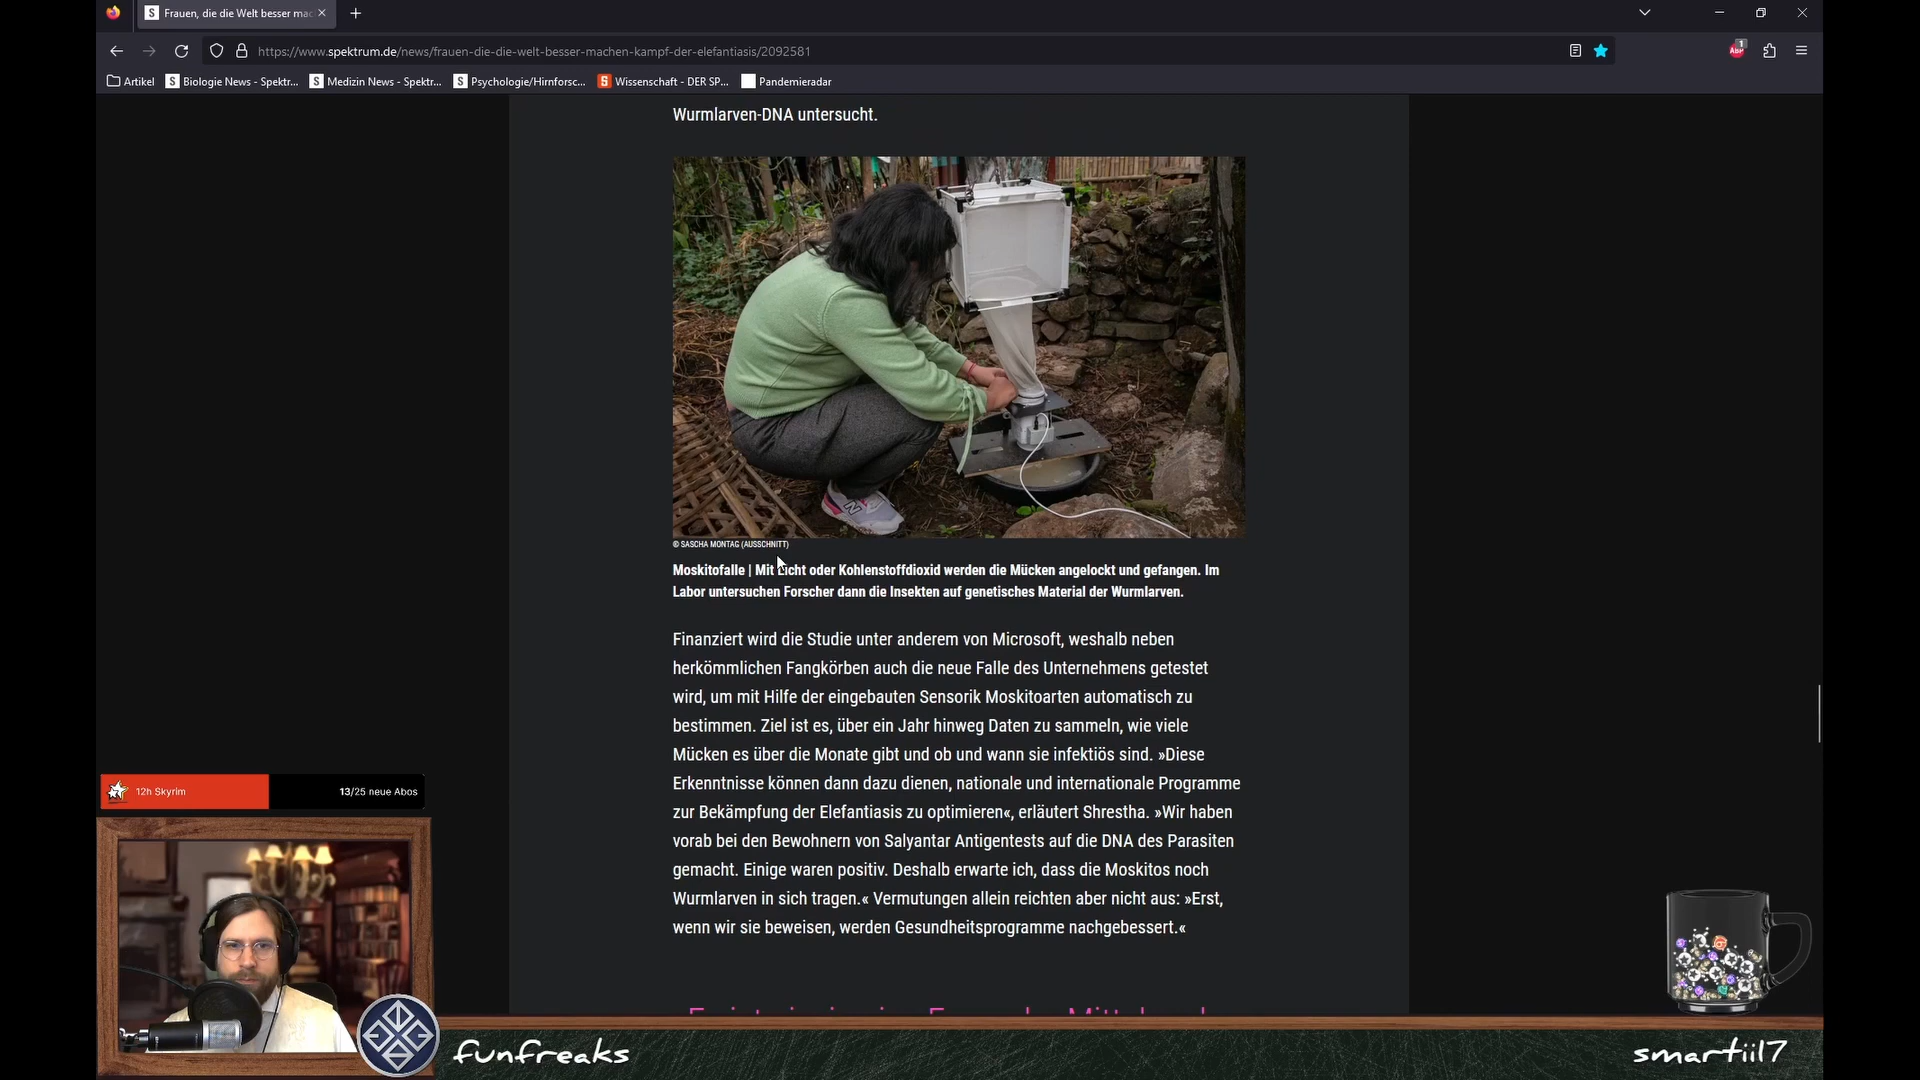 Frauen, die die Welt besser mac
https://www.spektrum.de/news/frauen-die-die-welt-besser-machen-kampf-der-elefantiasis/2092581
Artikel
Biologie News - Spektr...
Medizin News - Spektr...
Psychologie/Hirnforsc...
Wissenschaft - DER SP...
Pandemieradar
Wurmlarven-DNA untersucht.
© SASCHA MONTAG (AUSSCHNITT)
Moskitofalle | Mit Licht oder Kohlenstoffdioxid werden die Mücken angelockt und gefangen. Im
Labor untersuchen Forscher dann die Insekten auf genetisches Material der Wurmlarven.
Finanziert wird die Studie unter anderem von Microsoft, weshalb neben
herkömmlichen Fangkörben auch die neue Falle des Unternehmens getestet
wird, um mit Hilfe der eingebauten Sensorik Moskitoarten automatisch zu
bestimmen. Ziel ist es, über ein Jahr hinweg Daten zu sammeln, wie viele
Mücken es über die Monate gibt und ob und wann sie infektiös sind. »Diese
Erkenntnisse können dann dazu dienen, nationale und internationale Programme
zur Bekämpfung der Elefantiasis zu optimieren«, erläutert Shrestha. »Wir haben
vorab bei den Bewohnern von Salyantar Antigentests auf die DNA des Parasiten
gemacht. Einige waren positiv. Deshalb erwarte ich, dass die Moskitos noch
Wurmlarven in sich tragen.« Vermutungen allein reichten aber nicht aus: »Erst,
wenn wir sie beweisen, werden Gesundheitsprogramme nachgebessert.«
12h Skyrim
13/25 neue Abos
funfreaks
smartiil7